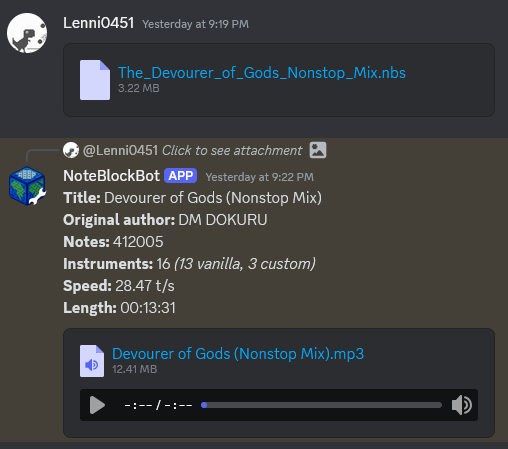 Lenni0451 Yesterday at 9:19 PM
The_Devourer_of_Gods_Nonstop_Mix.nbs
3.22 MB
@Lenni0451 Click to see attachment
NoteBlockBot APP Yesterday at 9:22 PM
Title: Devourer of Gods (Nonstop Mix)
Original author: DM DOKURU
Notes: 412005
Instruments: 16 (13 vanilla, 3 custom)
Speed: 28.47 t/s
Length: 00:13:31
Devourer of Gods (Nonstop Mix).mp3
12.41 MB
-:-- / -:--